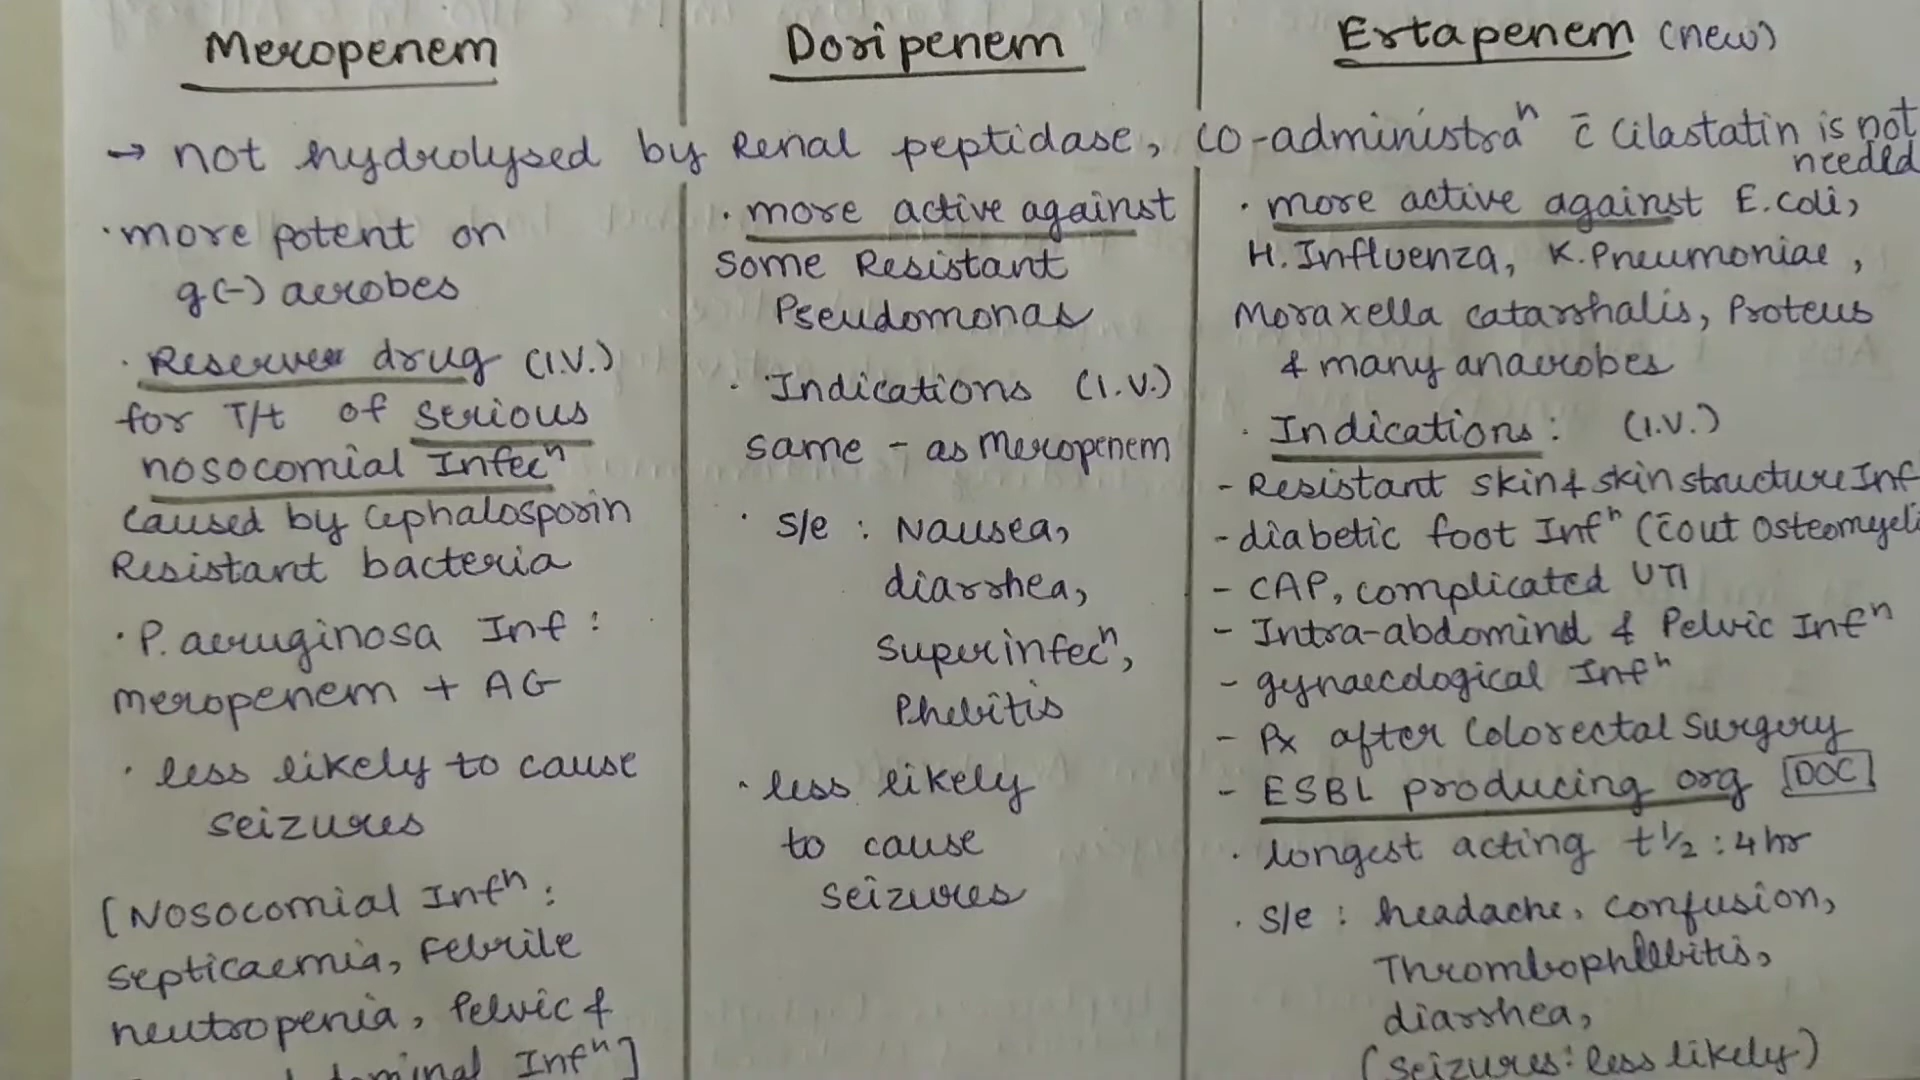 Meropenem
Doripenem
Ertapenem (new)
→ not hydrolysed by Renal peptidase, co-administraⁿ c̄ Cilastatin is not needed
· more potent on
g(-) aerobes
· Reserve drug (I.V.)
for T/t of serious
nosocomial Infecⁿ
caused by Cephalosporin
Resistant bacteria
· P. aeruginosa Inf :
meropenem + AG
· less likely to cause
seizures
[Nosocomial Infⁿ :
Septicaemia, Febrile
neutropenia, Pelvic &
Infⁿ]
· more active against
Some Resistant
Pseudomonas
· Indications (I.V.)
same - as Meropenem
· s/e : Nausea,
diarrhea,
Superinfecⁿ,
Phebitis
· less likely
to cause
Seizures
· more active against E.coli,
H.Influenza, K.Pneumoniae,
Moraxella catarrhalis, Proteus
& many anaerobes
· Indications : (I.V.)
- Resistant skin & skin structure Inf
- diabetic foot Infⁿ (c̄out Osteomyeli
- CAP, complicated UTI
- Intra-abdominal & Pelvic Infⁿ
- gynaecological Infⁿ
- Px after Colorectal Surgery
- ESBL producing org [DOC]
· longest acting t½ : 4 hr
· s/e : headache, confusion,
Thrombophlebitis,
diarrhea,
(seizures: less likely)